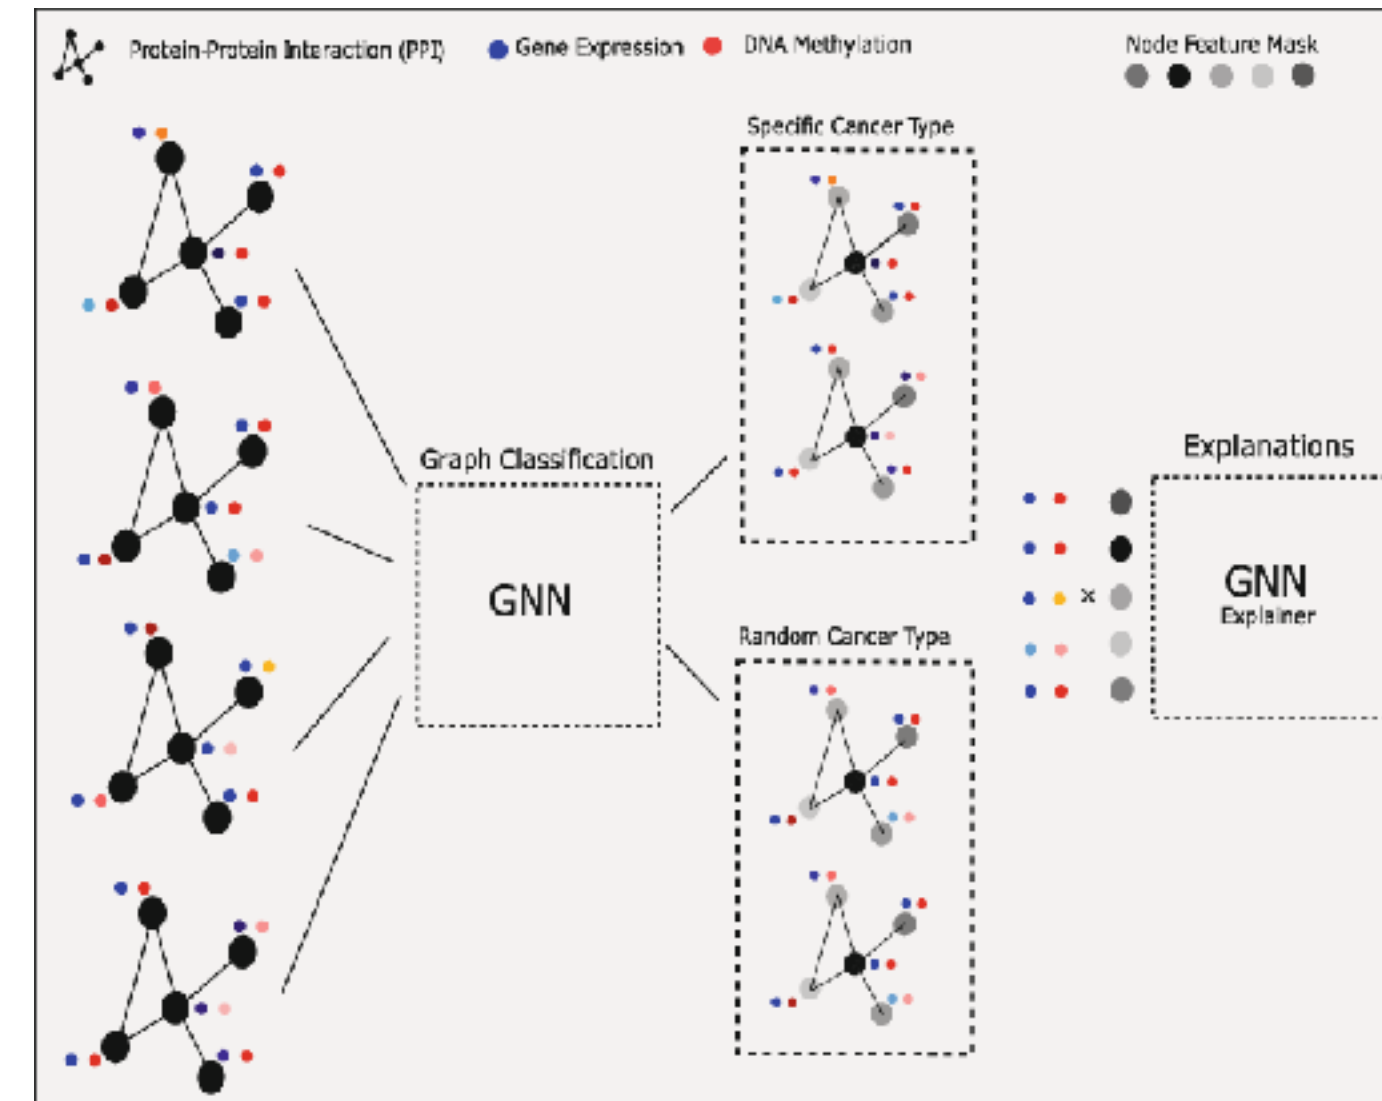 Protein-Protein Interaction (PPI)
Gene Expression
DNA Methylation
Node Feature Mask
Specific Cancer Type
Graph Classification
GNN
Random Cancer Type
Explanations
x
GNN
Explainer